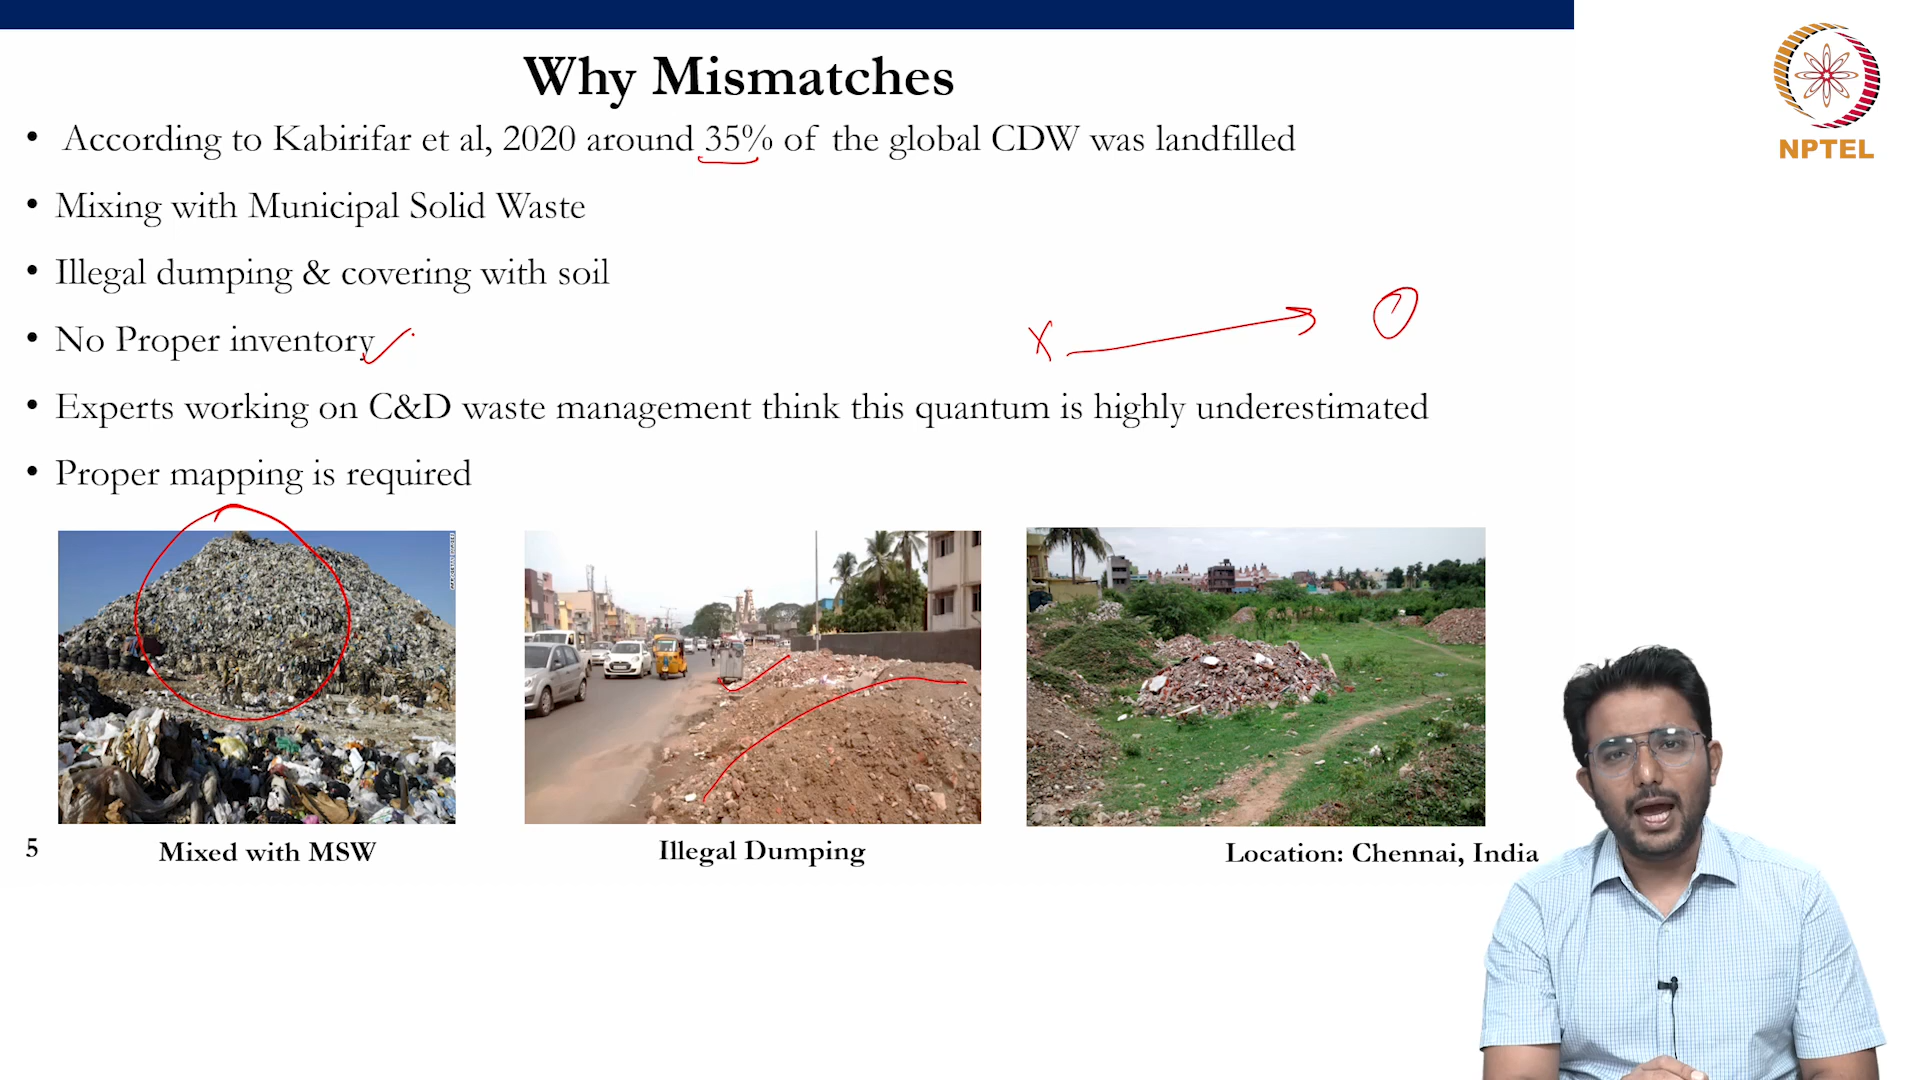 Why Mismatches
NPTEL
• According to Kabirifar et al, 2020 around 35% of the global CDW was landfilled
• Mixing with Municipal Solid Waste
• Illegal dumping & covering with soil
• No Proper inventory
X
• Experts working on C&D waste management think this quantum is highly underestimated
• Proper mapping is required
5
Mixed with MSW
Illegal Dumping
Location: Chennai, India